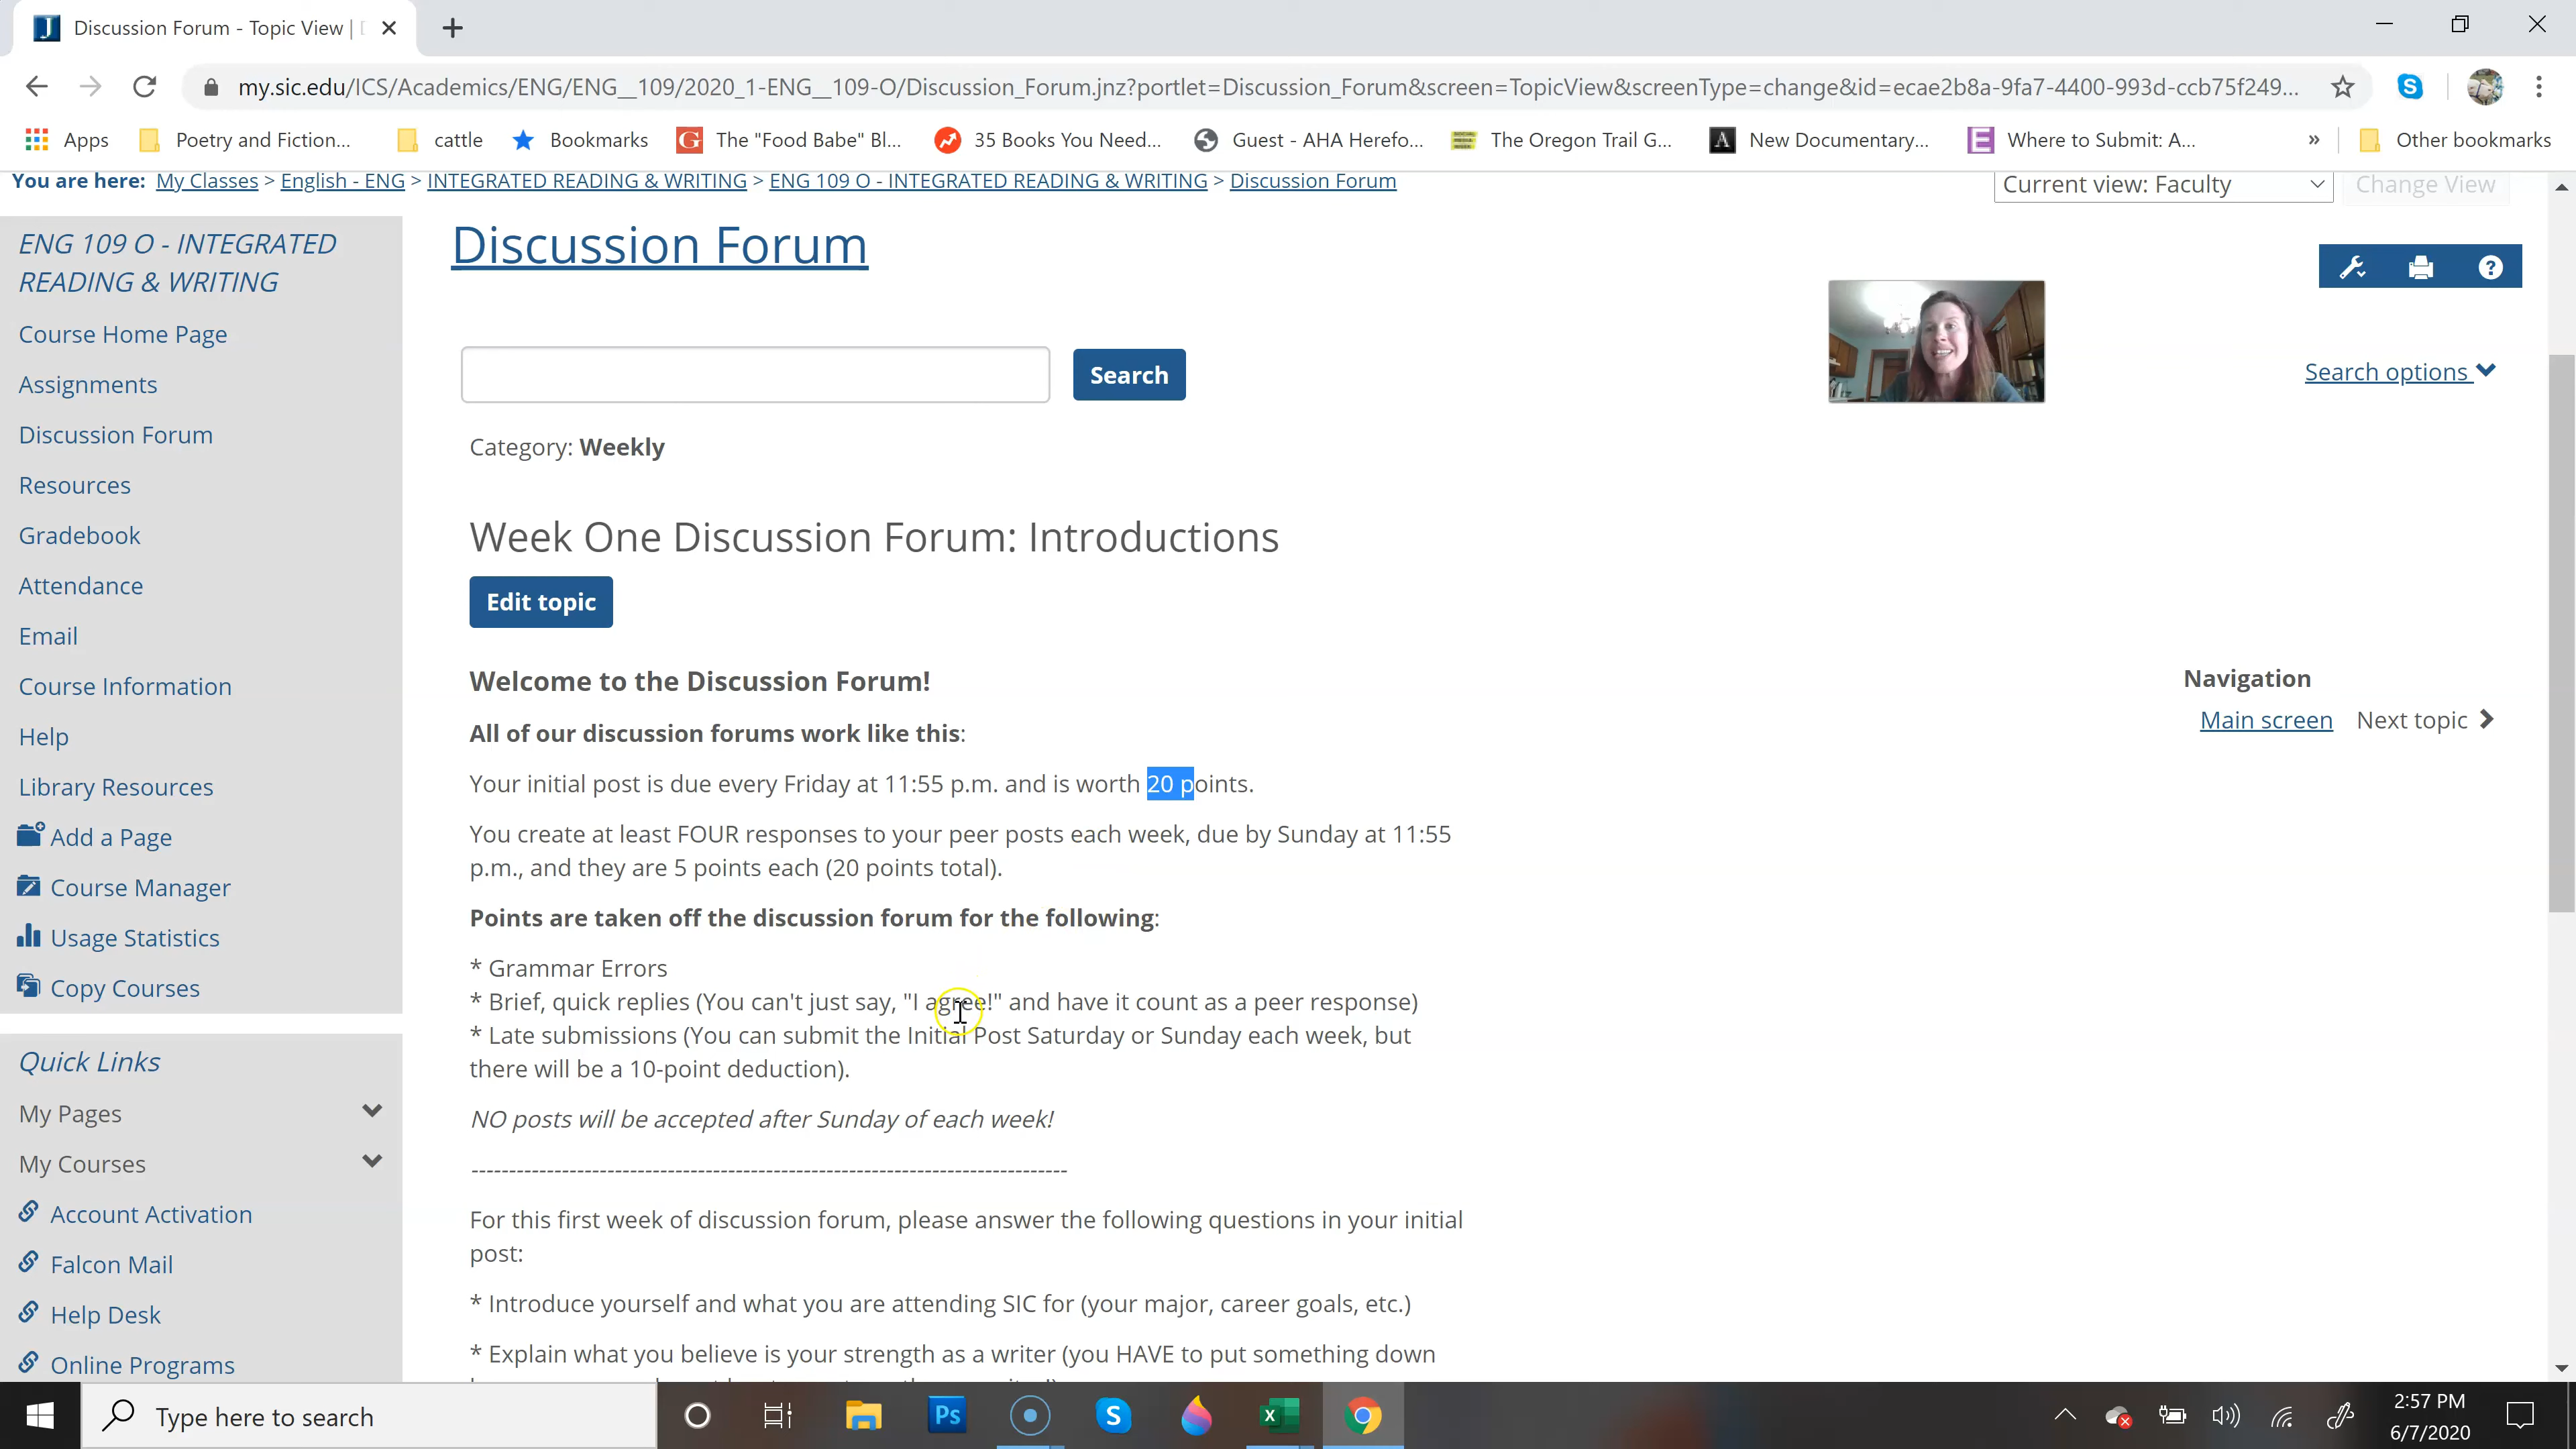 Discussion Forum - Topic View |
my.sic.edu/ICS/Academics/ENG/ENG__109/2020_1-ENG__109-O/Discussion_Forum.jnz?portlet=Discussion_Forum&screen=TopicView&screenType=change&id=ecae2b8a-9fa7-4400-993d-ccb75f249...
Apps Poetry and Fiction... cattle Bookmarks The "Food Babe" Bl... 35 Books You Need... Guest - AHA Herefo... The Oregon Trail G... New Documentary... Where to Submit: A... » Other bookmarks
You are here: My Classes > English - ENG > INTEGRATED READING & WRITING > ENG 109 O - INTEGRATED READING & WRITING > Discussion Forum
Current view: Faculty Change View
ENG 109 O - INTEGRATED
READING & WRITING
Course Home Page
Assignments
Discussion Forum
Resources
Gradebook
Attendance
Email
Course Information
Help
Library Resources
Add a Page
Course Manager
Usage Statistics
Copy Courses
Quick Links
My Pages
My Courses
Account Activation
Falcon Mail
Help Desk
Online Programs
Discussion Forum
Search
Search options
Category: Weekly
Week One Discussion Forum: Introductions
Edit topic
Welcome to the Discussion Forum!
All of our discussion forums work like this:
Your initial post is due every Friday at 11:55 p.m. and is worth 20 points.
You create at least FOUR responses to your peer posts each week, due by Sunday at 11:55
p.m., and they are 5 points each (20 points total).
Points are taken off the discussion forum for the following:
* Grammar Errors
* Brief, quick replies (You can't just say, "I agree!" and have it count as a peer response)
* Late submissions (You can submit the Initial Post Saturday or Sunday each week, but
there will be a 10-point deduction).
NO posts will be accepted after Sunday of each week!
--------------------------------------------------------------------------------
For this first week of discussion forum, please answer the following questions in your initial
post:
* Introduce yourself and what you are attending SIC for (your major, career goals, etc.)
* Explain what you believe is your strength as a writer (you HAVE to put something down
Navigation
Main screen Next topic
Type here to search
Ps
2:57 PM
6/7/2020